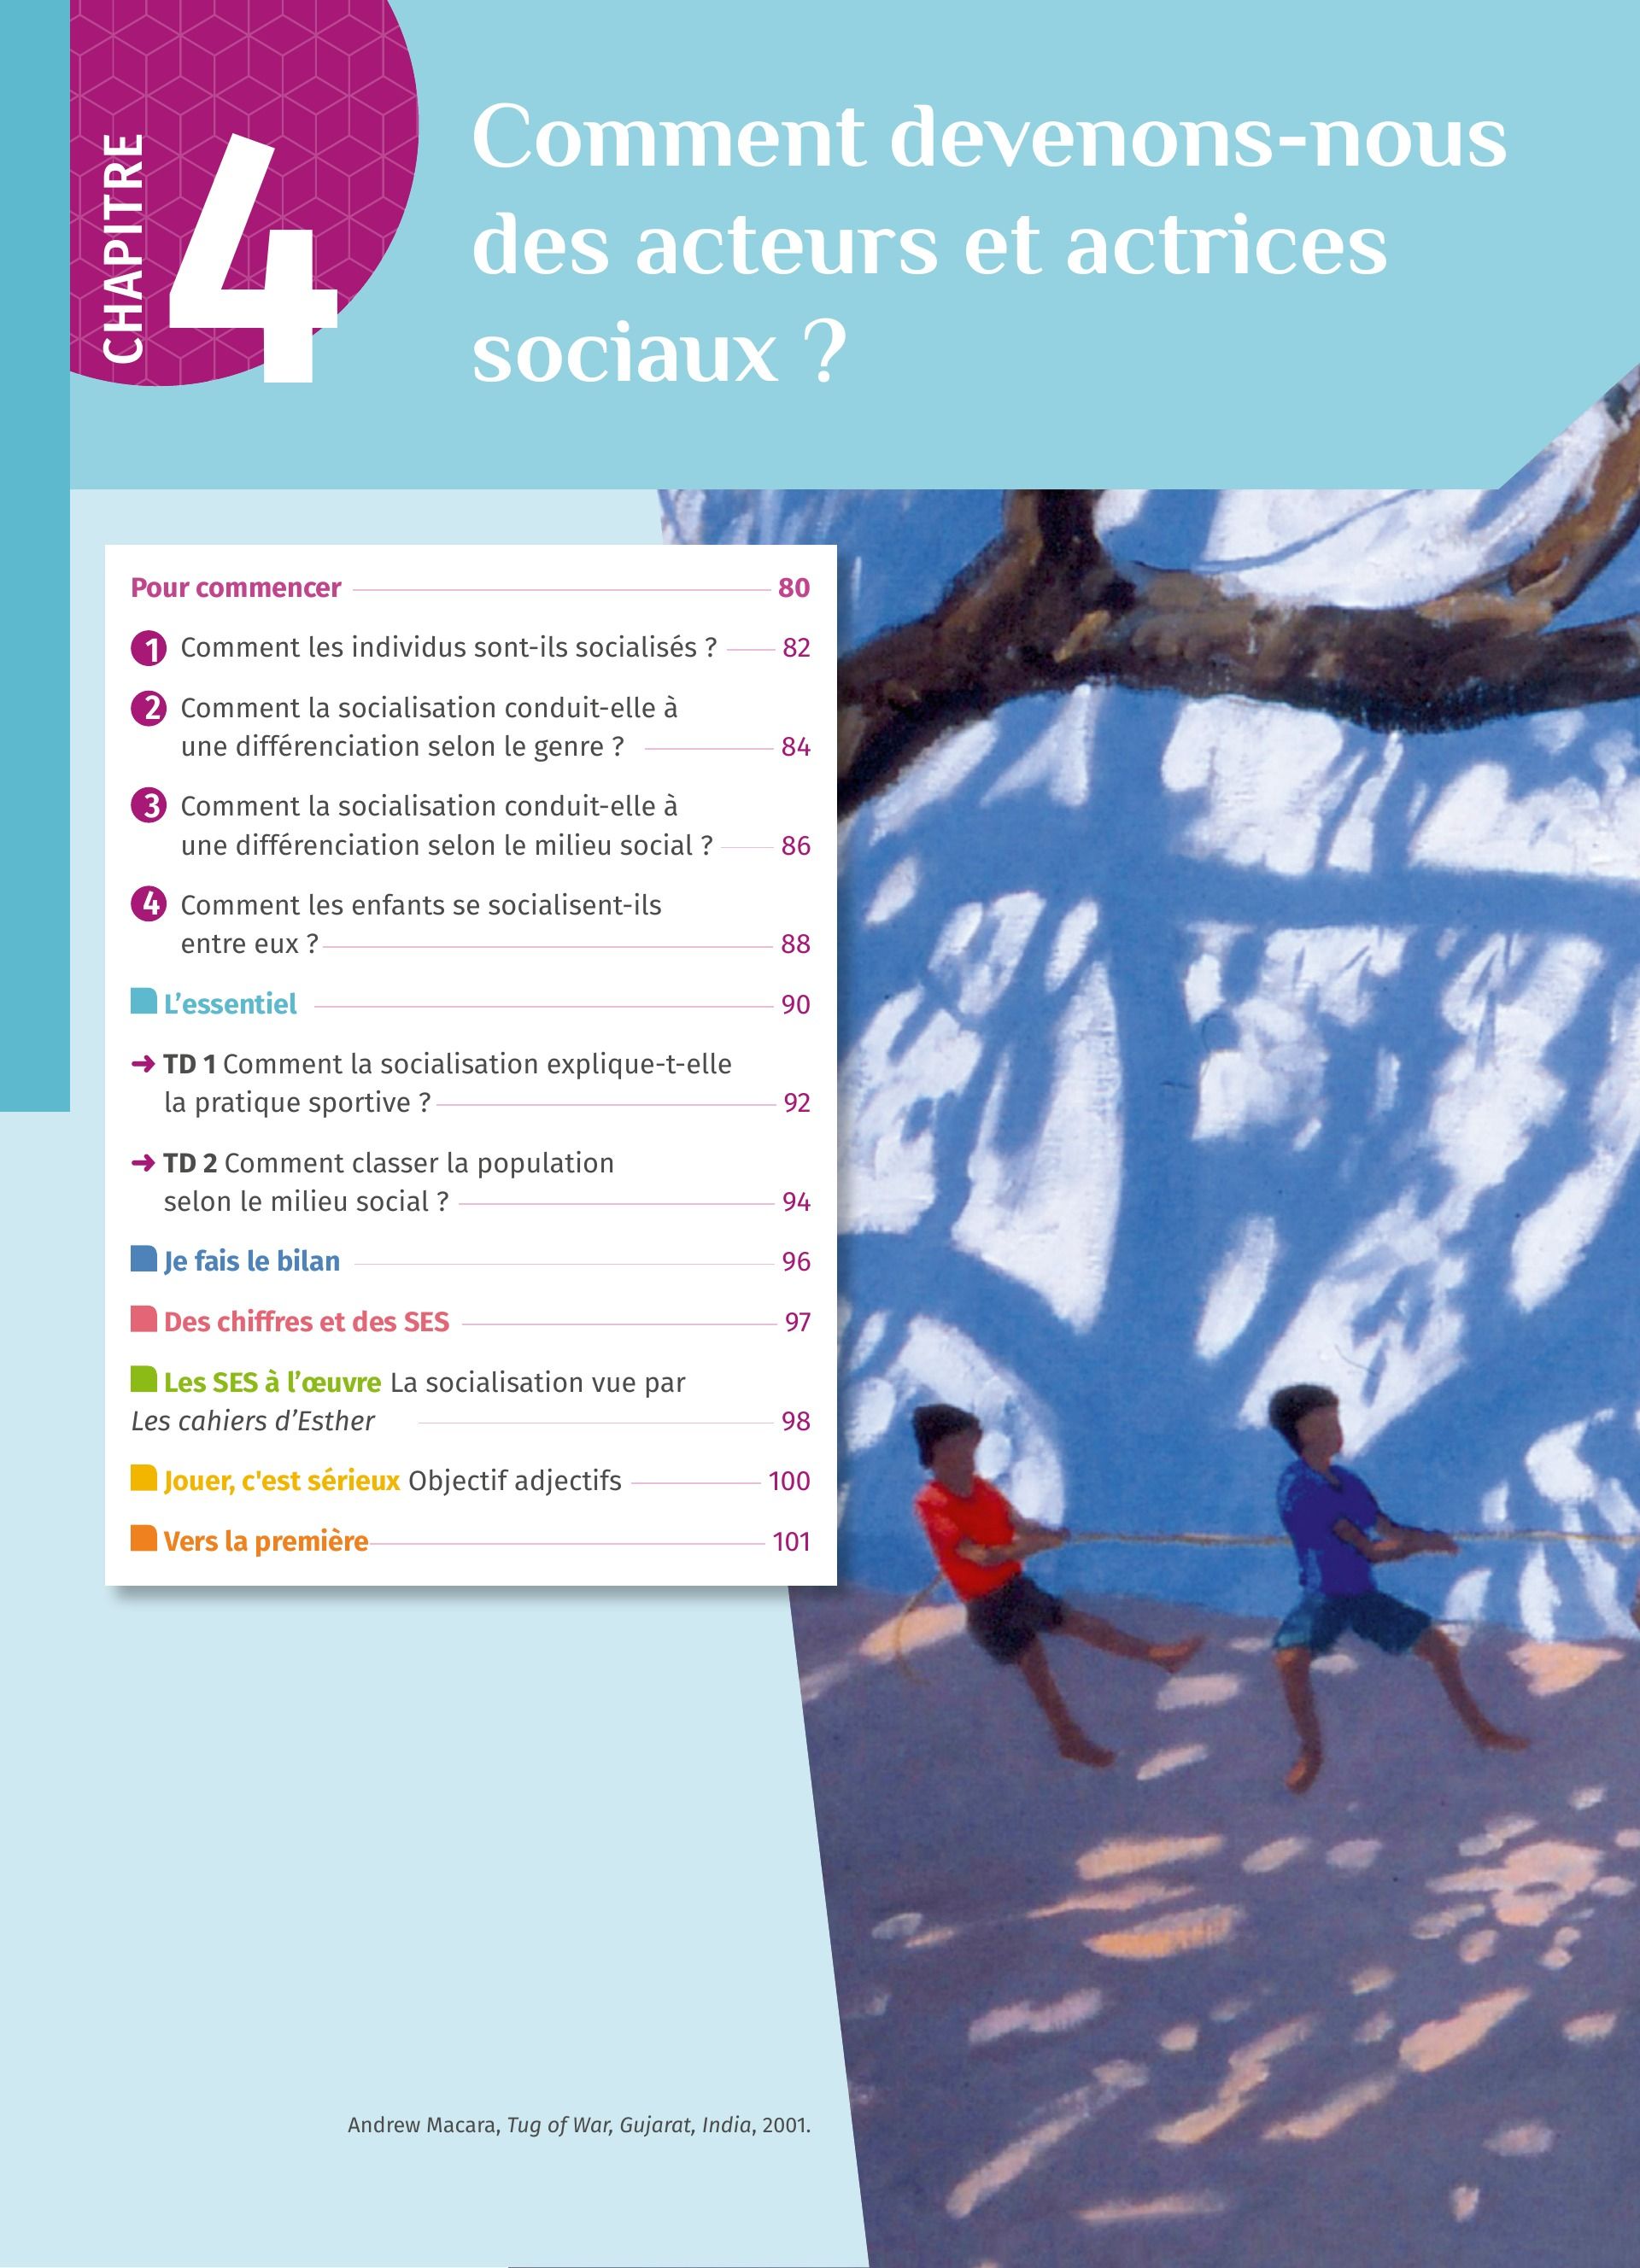 CHAPITRE
4
Comment devenons-nous
des acteurs et actrices
sociaux ?
Pour commencer 80
1 Comment les individus sont-ils socialisés ? 82
2 Comment la socialisation conduit-elle à
une différenciation selon le genre ? 84
3 Comment la socialisation conduit-elle à
une différenciation selon le milieu social ? 86
4 Comment les enfants se socialisent-ils
entre eux ? 88
L’essentiel 90
➜ TD 1 Comment la socialisation explique-t-elle
la pratique sportive ? 92
➜ TD 2 Comment classer la population
selon le milieu social ? 94
Je fais le bilan 96
Des chiffres et des SES 97
Les SES à l’œuvre La socialisation vue par
Les cahiers d’Esther 98
Jouer, c'est sérieux Objectif adjectifs 100
Vers la première 101
Andrew Macara, Tug of War, Gujarat, India, 2001.